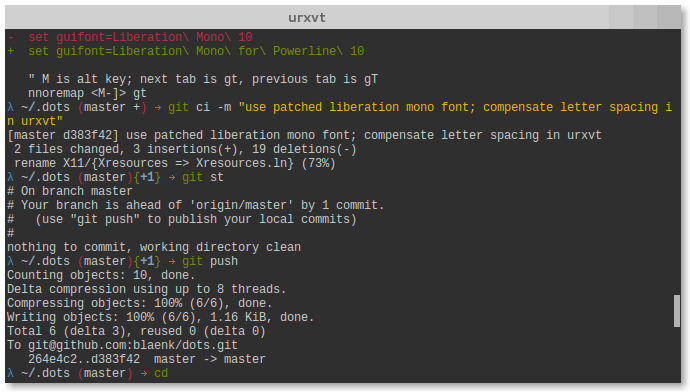 urxvt
-  set guifont=Liberation\ Mono\ 10
+  set guifont=Liberation\ Mono\ for\ Powerline\ 10
" M is alt key; next tab is gt, previous tab is gT
nnoremap <M-]> gt
λ ~/.dots (master +) → git ci -m "use patched liberation mono font; compensate letter spacing i
n urxvt"
[master d383f42] use patched liberation mono font; compensate letter spacing in urxvt
 2 files changed, 3 insertions(+), 19 deletions(-)
 rename X11/{Xresources => Xresources.ln} (73%)
λ ~/.dots (master){+1} → git st
# On branch master
# Your branch is ahead of 'origin/master' by 1 commit.
#   (use "git push" to publish your local commits)
#
nothing to commit, working directory clean
λ ~/.dots (master){+1} → git push
Counting objects: 10, done.
Delta compression using up to 8 threads.
Compressing objects: 100% (6/6), done.
Writing objects: 100% (6/6), 1.16 KiB, done.
Total 6 (delta 3), reused 0 (delta 0)
To git@github.com:blaenk/dots.git
   264e4c2..d383f42  master -> master
λ ~/.dots (master) → cd